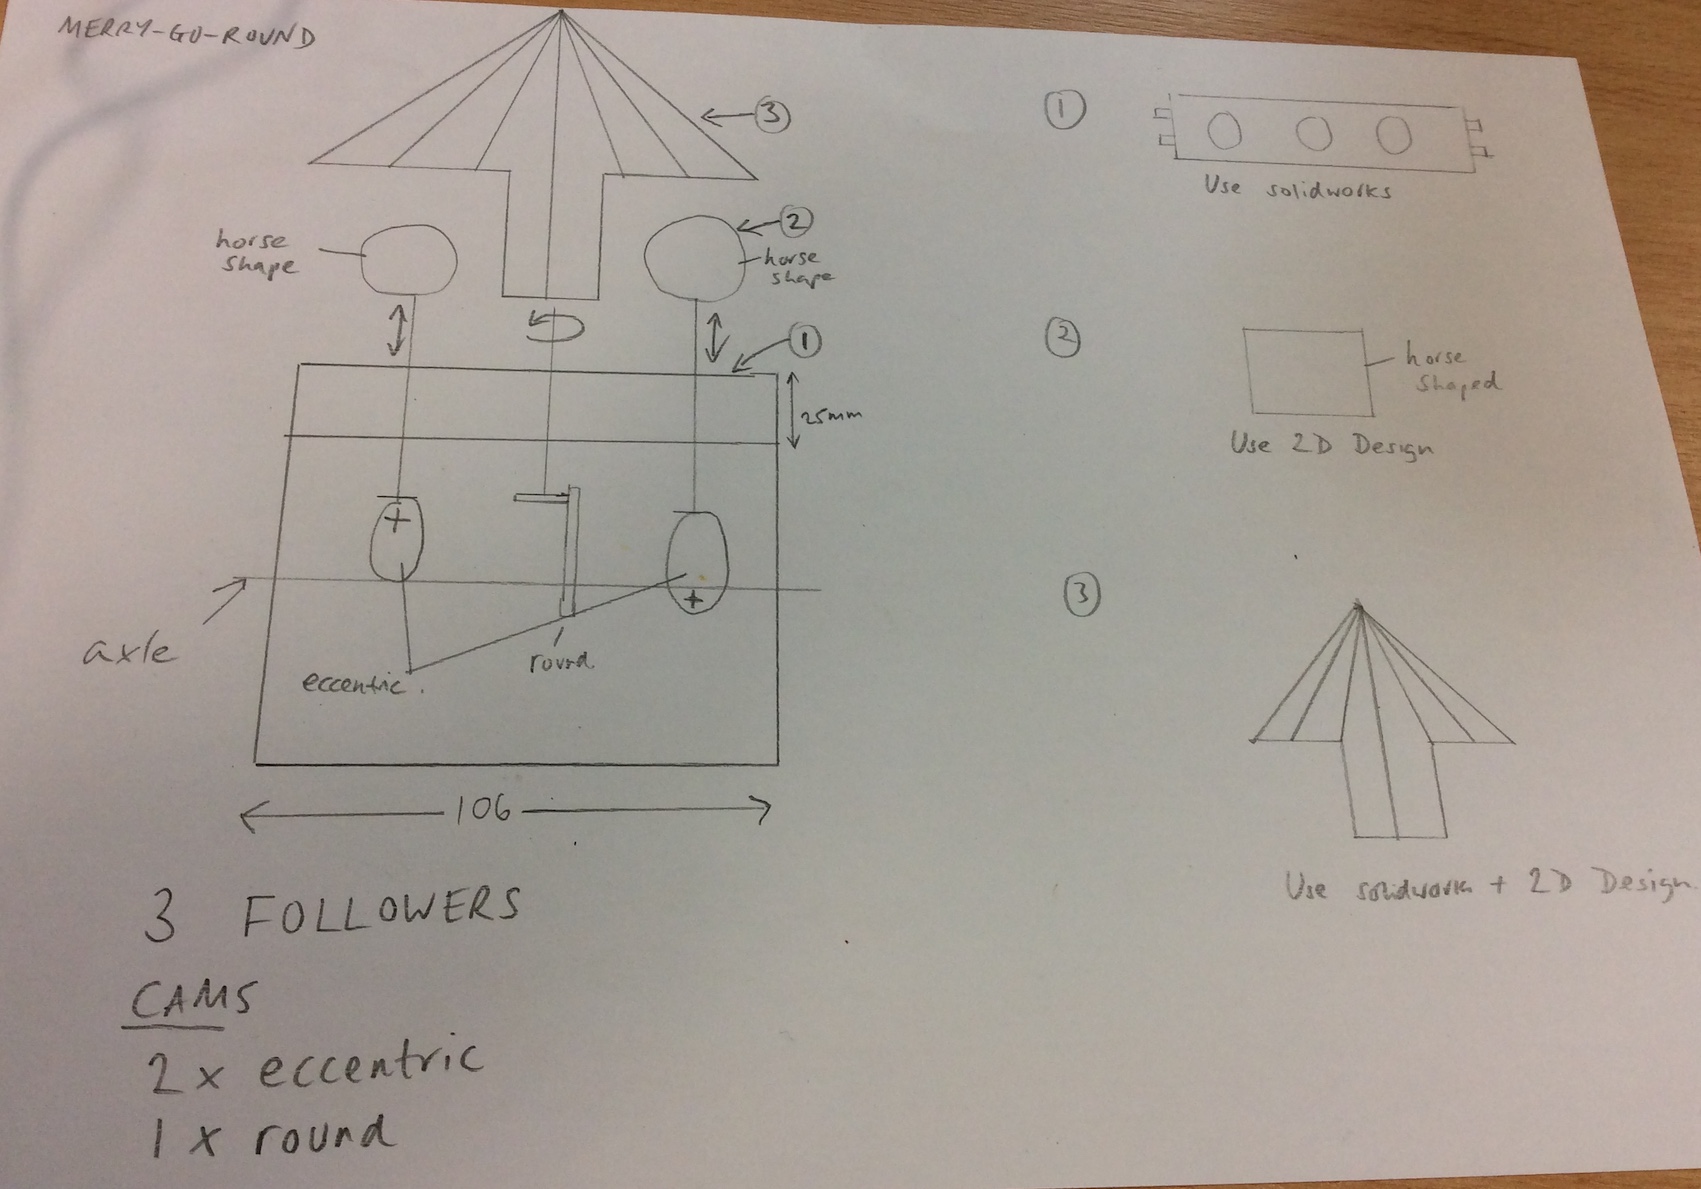 MERRY-GO-ROUND
3
horse
shape
2
horse
shape
1
25mm
axle
eccentric.
round.
106
3 FOLLOWERS
CAMS
2 x eccentric
1 x round
1
Use solidworks
2
horse
shaped
Use 2D Design
3
Use solidwork + 2D Design.